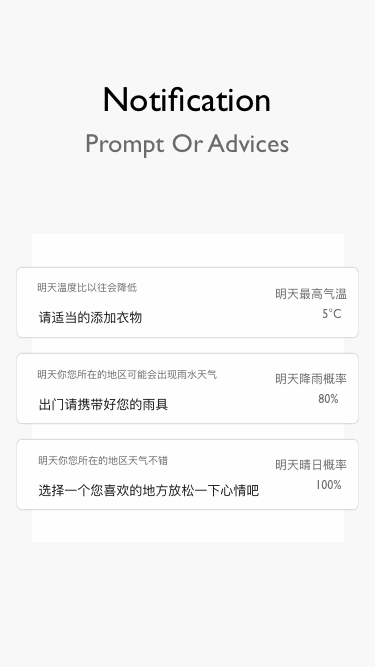 Notification
Prompt Or Advices
明天温度比以往会降低
明天最高气温
请适当的添加衣物
5°C
明天你您所在的地区可能会出现雨水天气
明天降雨概率
出门请携带好您的雨具
80%
明天你您所在的地区天气不错
明天晴日概率
选择一个您喜欢的地方放松一下心情吧
100%